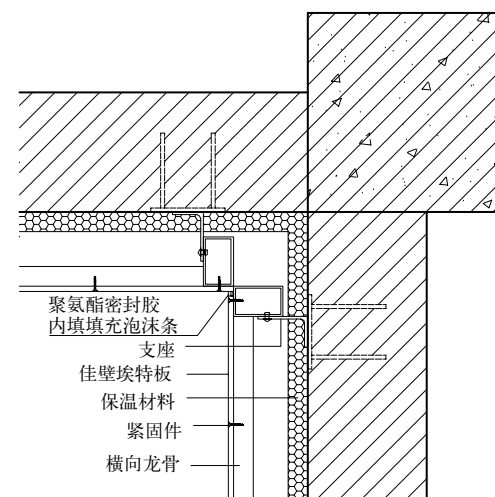 聚氨酯密封胶
内填填充泡沫条
支座
佳壁埃特板
保温材料
紧固件
横向龙骨